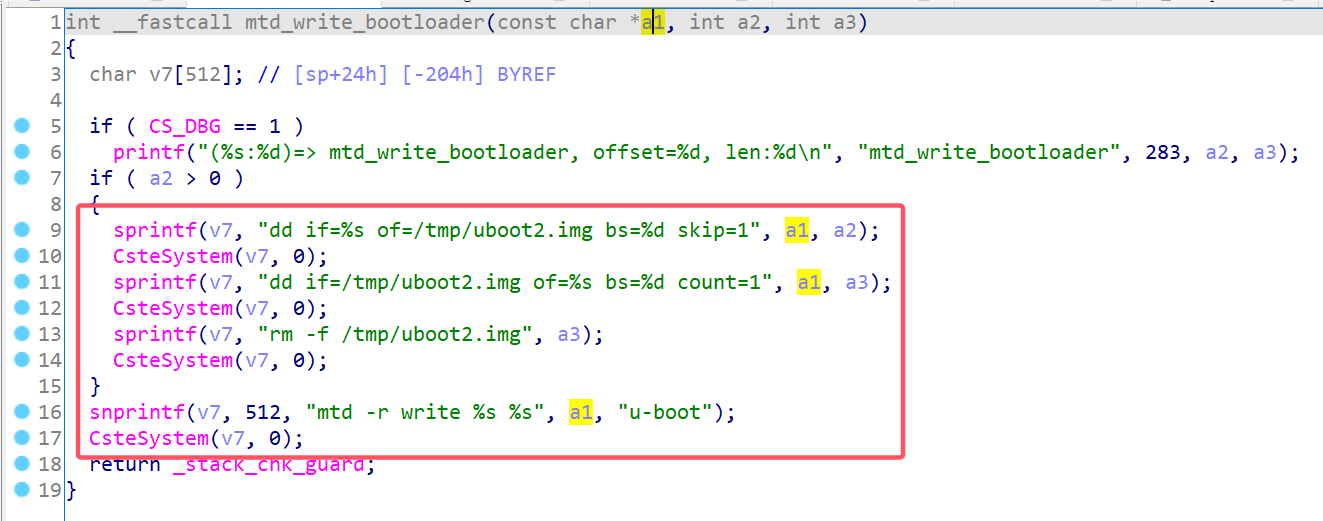 1 int __fastcall mtd_write_bootloader(const char *a1, int a2, int a3)
2 {
3   char v7[512]; // [sp+24h] [-204h] BYREF
4
5   if ( CS_DBG == 1 )
6     printf("(%s:%d)=> mtd_write_bootloader, offset=%d, len:%d\n", "mtd_write_bootloader", 283, a2, a3);
7   if ( a2 > 0 )
8   {
9     sprintf(v7, "dd if=%s of=/tmp/uboot2.img bs=%d skip=1", a1, a2);
10     CsteSystem(v7, 0);
11     sprintf(v7, "dd if=/tmp/uboot2.img of=%s bs=%d count=1", a1, a3);
12     CsteSystem(v7, 0);
13     sprintf(v7, "rm -f /tmp/uboot2.img", a3);
14     CsteSystem(v7, 0);
15   }
16   snprintf(v7, 512, "mtd -r write %s %s", a1, "u-boot");
17   CsteSystem(v7, 0);
18   return _stack_chk_guard;
19 }